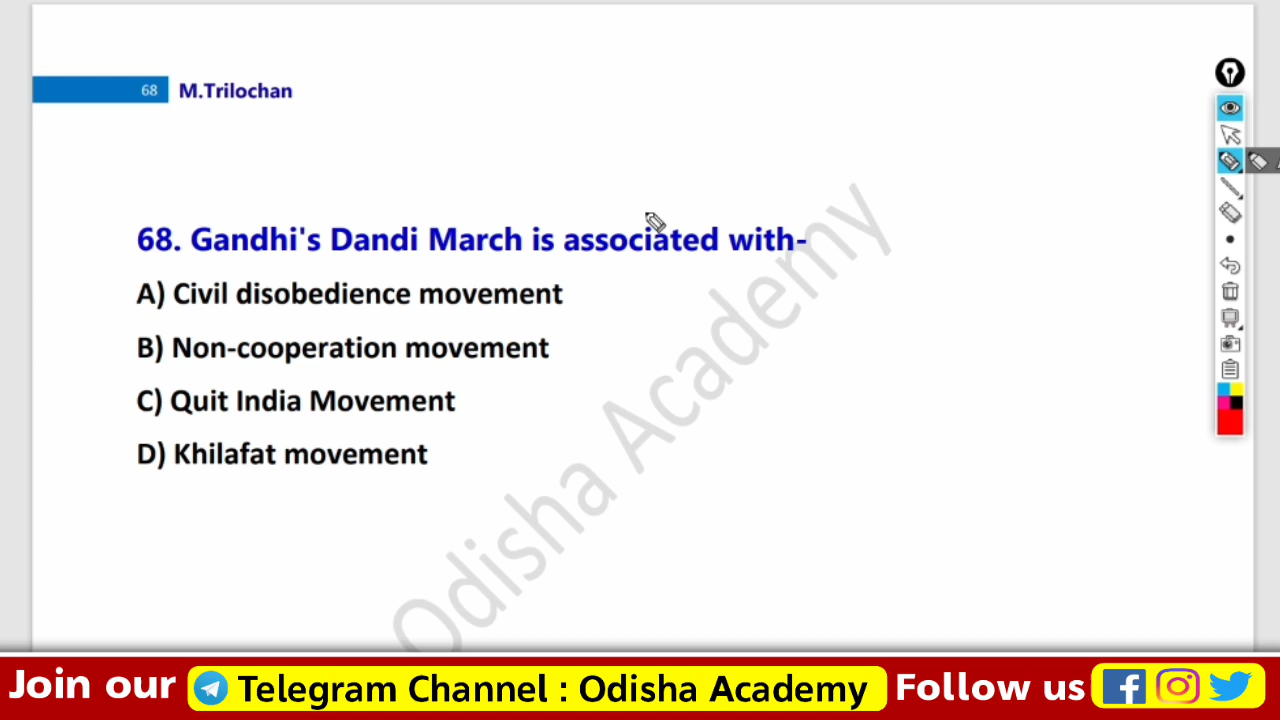 68 M.Trilochan
68. Gandhi's Dandi March is associated with-
A) Civil disobedience movement
B) Non-cooperation movement
C) Quit India Movement
D) Khilafat movement
Odisha Academy
Join our Telegram Channel : Odisha Academy Follow us